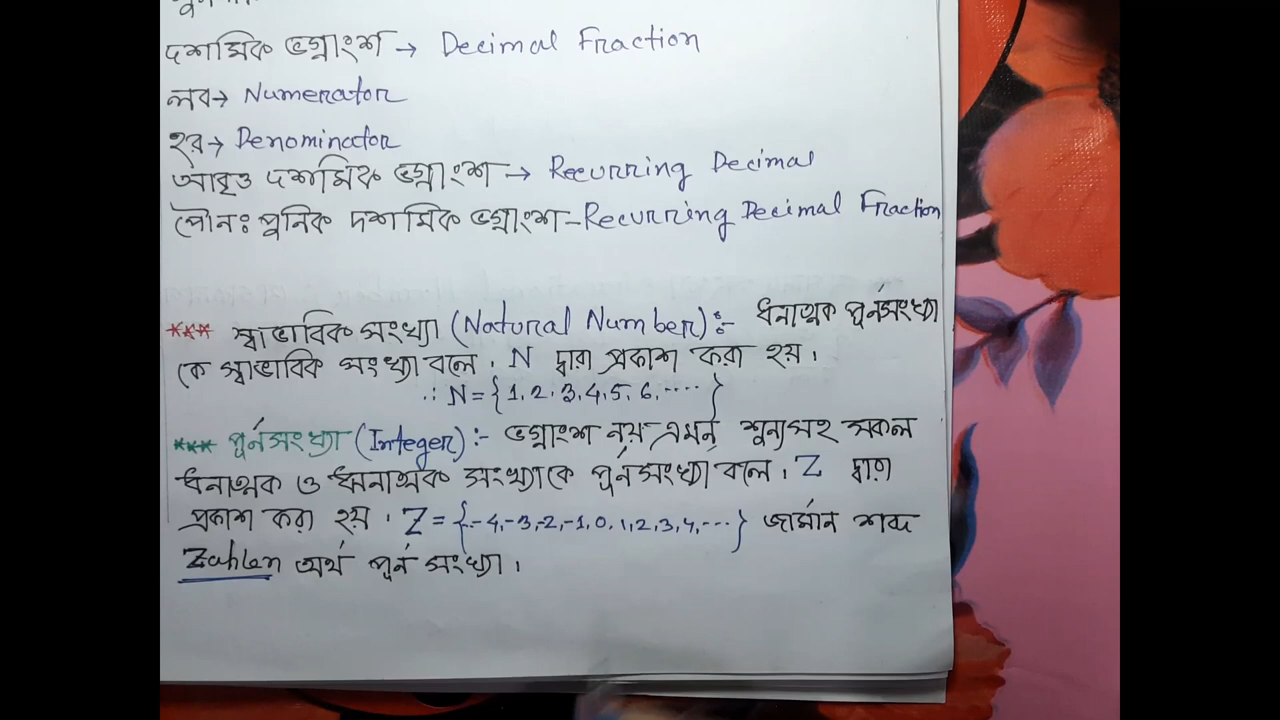 দশমিক ভগ্নাংশ → Decimal Fraction
লব → Numerator
হর → Denominator
আবৃত্ত দশমিক ভগ্নাংশ → Recurring Decimal
পৌনঃপুনিক দশমিক ভগ্নাংশ - Recurring Decimal Fraction
*** স্বাভাবিক সংখ্যা (Natural Number) :- ধনাত্মক পূর্নসংখ্যা
কে স্বাভাবিক সংখ্যা বলে। N দ্বারা প্রকাশ করা হয়।
∴ N = {1, 2, 3, 4, 5, 6, .....}
*** পূর্নসংখ্যা (Integer) :- ভগ্নাংশ নয় এমন শূন্যসহ সকল
ধনাত্মক ও ঋনাত্মক সংখ্যাকে পূর্নসংখ্যা বলে। Z দ্বারা
প্রকাশ করা হয়। Z = {..-4,-3,-2,-1,0,1,2,3,4,...} জার্মান শব্দ
Zahlen অর্থ পূর্ন সংখ্যা।